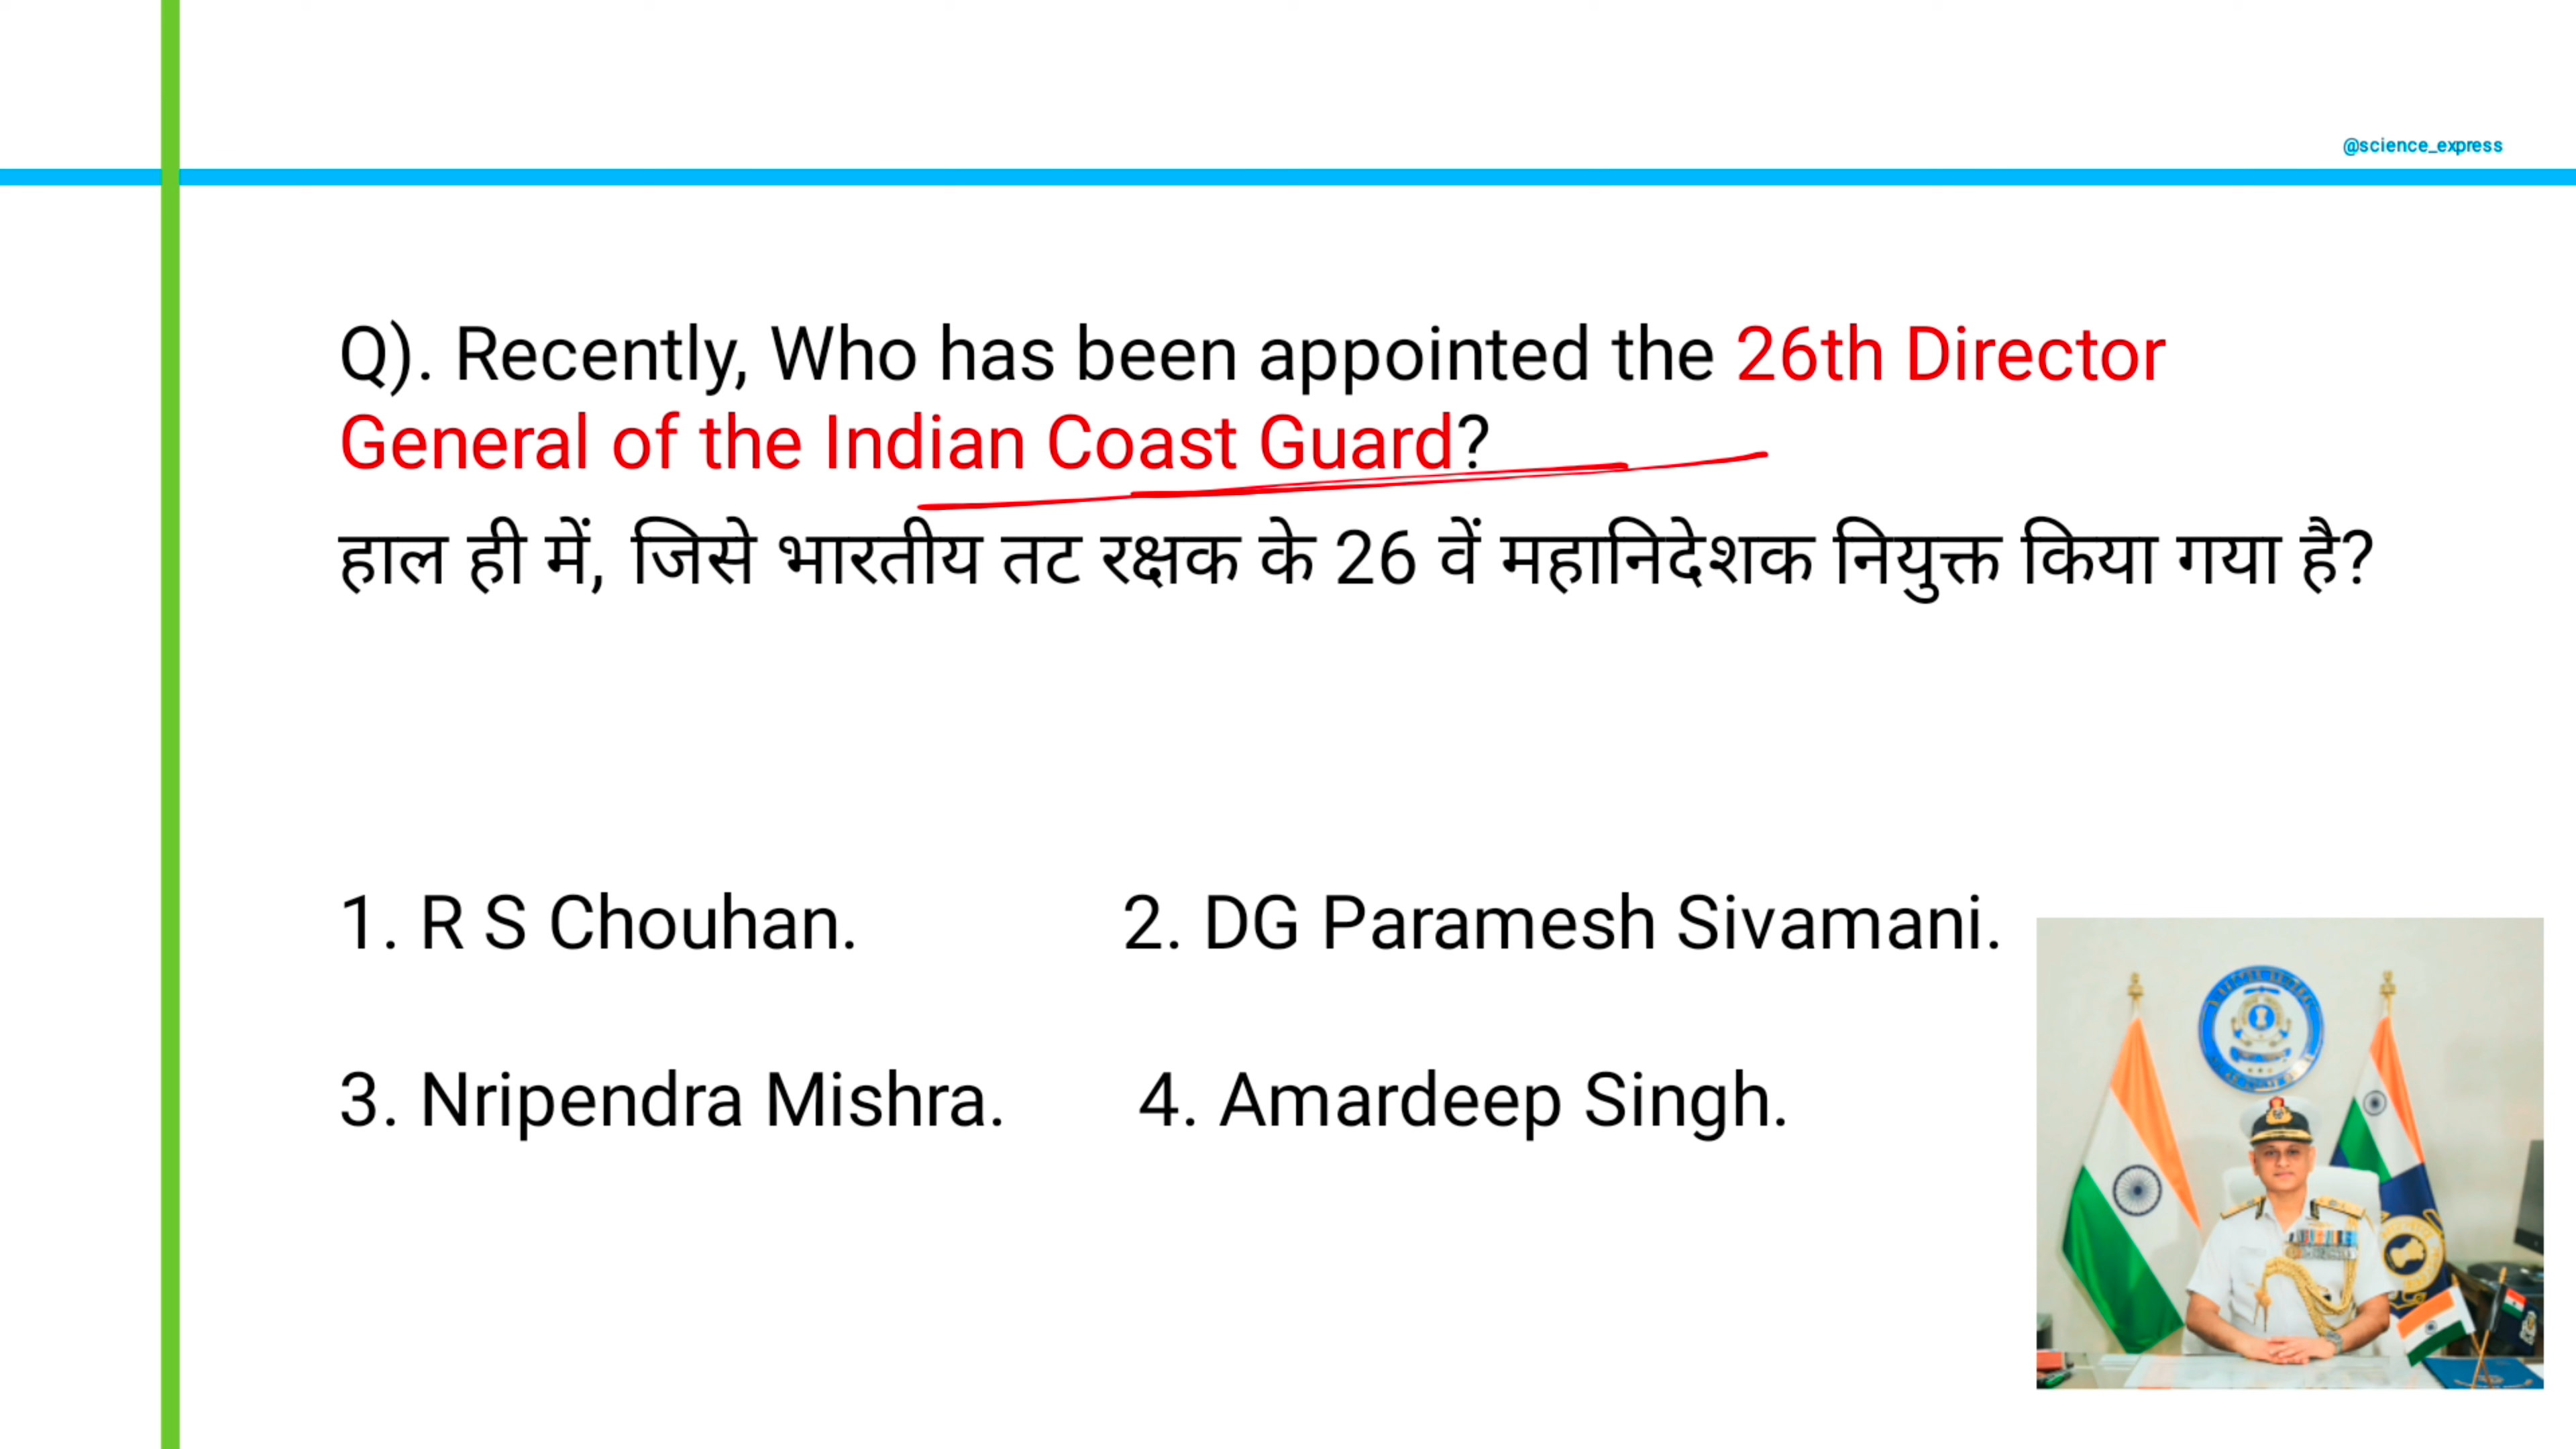 @science_express
Q). Recently, Who has been appointed the 26th Director
General of the Indian Coast Guard?
हाल ही में, जिसे भारतीय तट रक्षक के 26 वें महानिदेशक नियुक्त किया गया है?
1. R S Chouhan. 2. DG Paramesh Sivamani.
3. Nripendra Mishra. 4. Amardeep Singh.